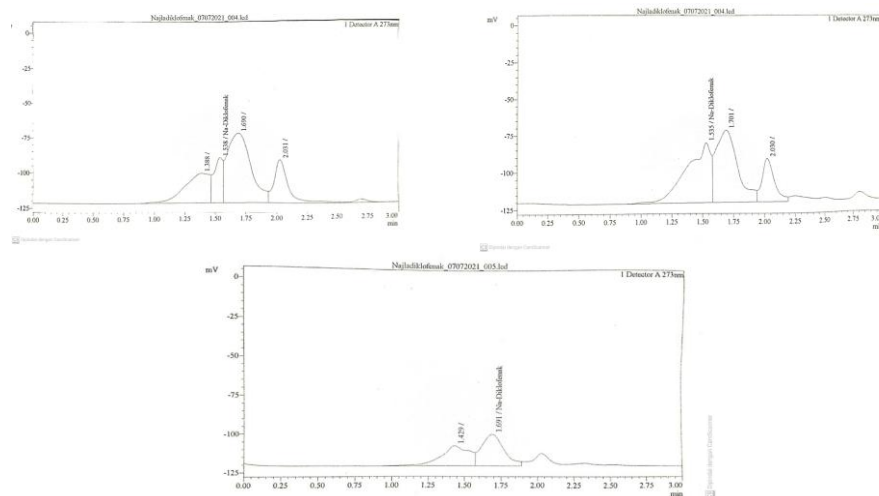 Najladiklofenak_07072021_004.lcd
1 Detector A 273nm
0
-25
-50
-75
-100
-125
1.388 /
1.538 / Na-Diklofenak
1.690 /
2.031 /
0.00 0.25 0.50 0.75 1.00 1.25 1.50 1.75 2.00 2.25 2.50 2.75 3.00
min
mV
Najladiklofenak_07072021_004.lcd
1 Detector A 273nm
0
-25
-50
-75
-100
-125
1.535 / Na-Diklofenak
1.701 /
2.030 /
0.00 0.25 0.50 0.75 1.00 1.25 1.50 1.75 2.00 2.25 2.50 2.75 3.00
min
mV
Najladiklofenak_07072021_005.lcd
1 Detector A 273nm
0
-25
-50
-75
-100
-125
1.429 /
1.691 / Na-Diklofenak
0.00 0.25 0.50 0.75 1.00 1.25 1.50 1.75 2.00 2.25 2.50 2.75 3.00
min